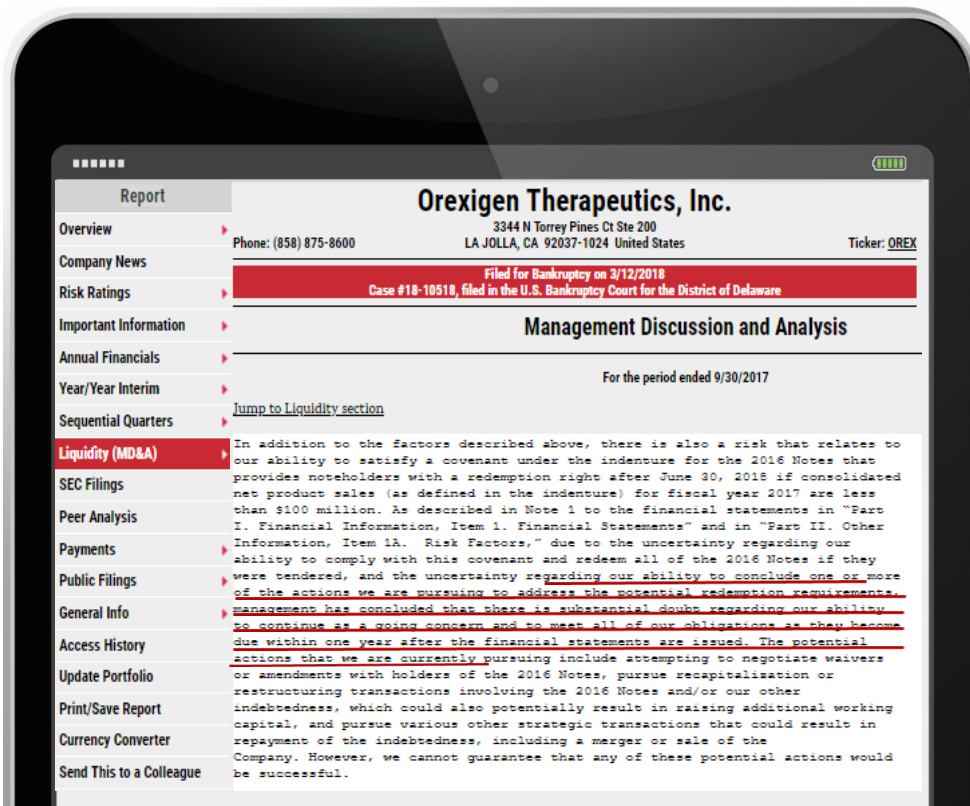 Report
Overview
Company News
Risk Ratings
Important Information
Annual Financials
Year/Year Interim
Sequential Quarters
Liquidity (MD&A)
SEC Filings
Peer Analysis
Payments
Public Filings
General Info
Access History
Update Portfolio
Print/Save Report
Currency Converter
Send This to a Colleague
Orexigen Therapeutics, Inc.
3344 N Torrey Pines Ct Ste 200
Phone: (858) 875-8600 LA JOLLA, CA 92037-1024 United States Ticker: OREX
Filed for Bankruptcy on 3/12/2018
Case #18-10518, filed in the U.S. Bankruptcy Court for the District of Delaware
Management Discussion and Analysis
For the period ended 9/30/2017
Jump to Liquidity section
In addition to the factors described above, there is also a risk that relates to
our ability to satisfy a covenant under the indenture for the 2016 Notes that
provides noteholders with a redemption right after June 30, 2018 if consolidated
net product sales (as defined in the indenture) for fiscal year 2017 are less
than $100 million. As described in Note 1 to the financial statements in "Part
I. Financial Information, Item 1. Financial Statements" and in "Part II. Other
Information, Item 1A. Risk Factors," due to the uncertainty regarding our
ability to comply with this covenant and redeem all of the 2016 Notes if they
were tendered, and the uncertainty regarding our ability to conclude one or more
of the actions we are pursuing to address the potential redemption requirements,
management has concluded that there is substantial doubt regarding our ability
to continue as a going concern and to meet all of our obligations as they become
due within one year after the financial statements are issued. The potential
actions that we are currently pursuing include attempting to negotiate waivers
or amendments with holders of the 2016 Notes, pursue recapitalization or
restructuring transactions involving the 2016 Notes and/or our other
indebtedness, which could also potentially result in raising additional working
capital, and pursue various other strategic transactions that could result in
repayment of the indebtedness, including a merger or sale of the
Company. However, we cannot guarantee that any of these potential actions would
be successful.